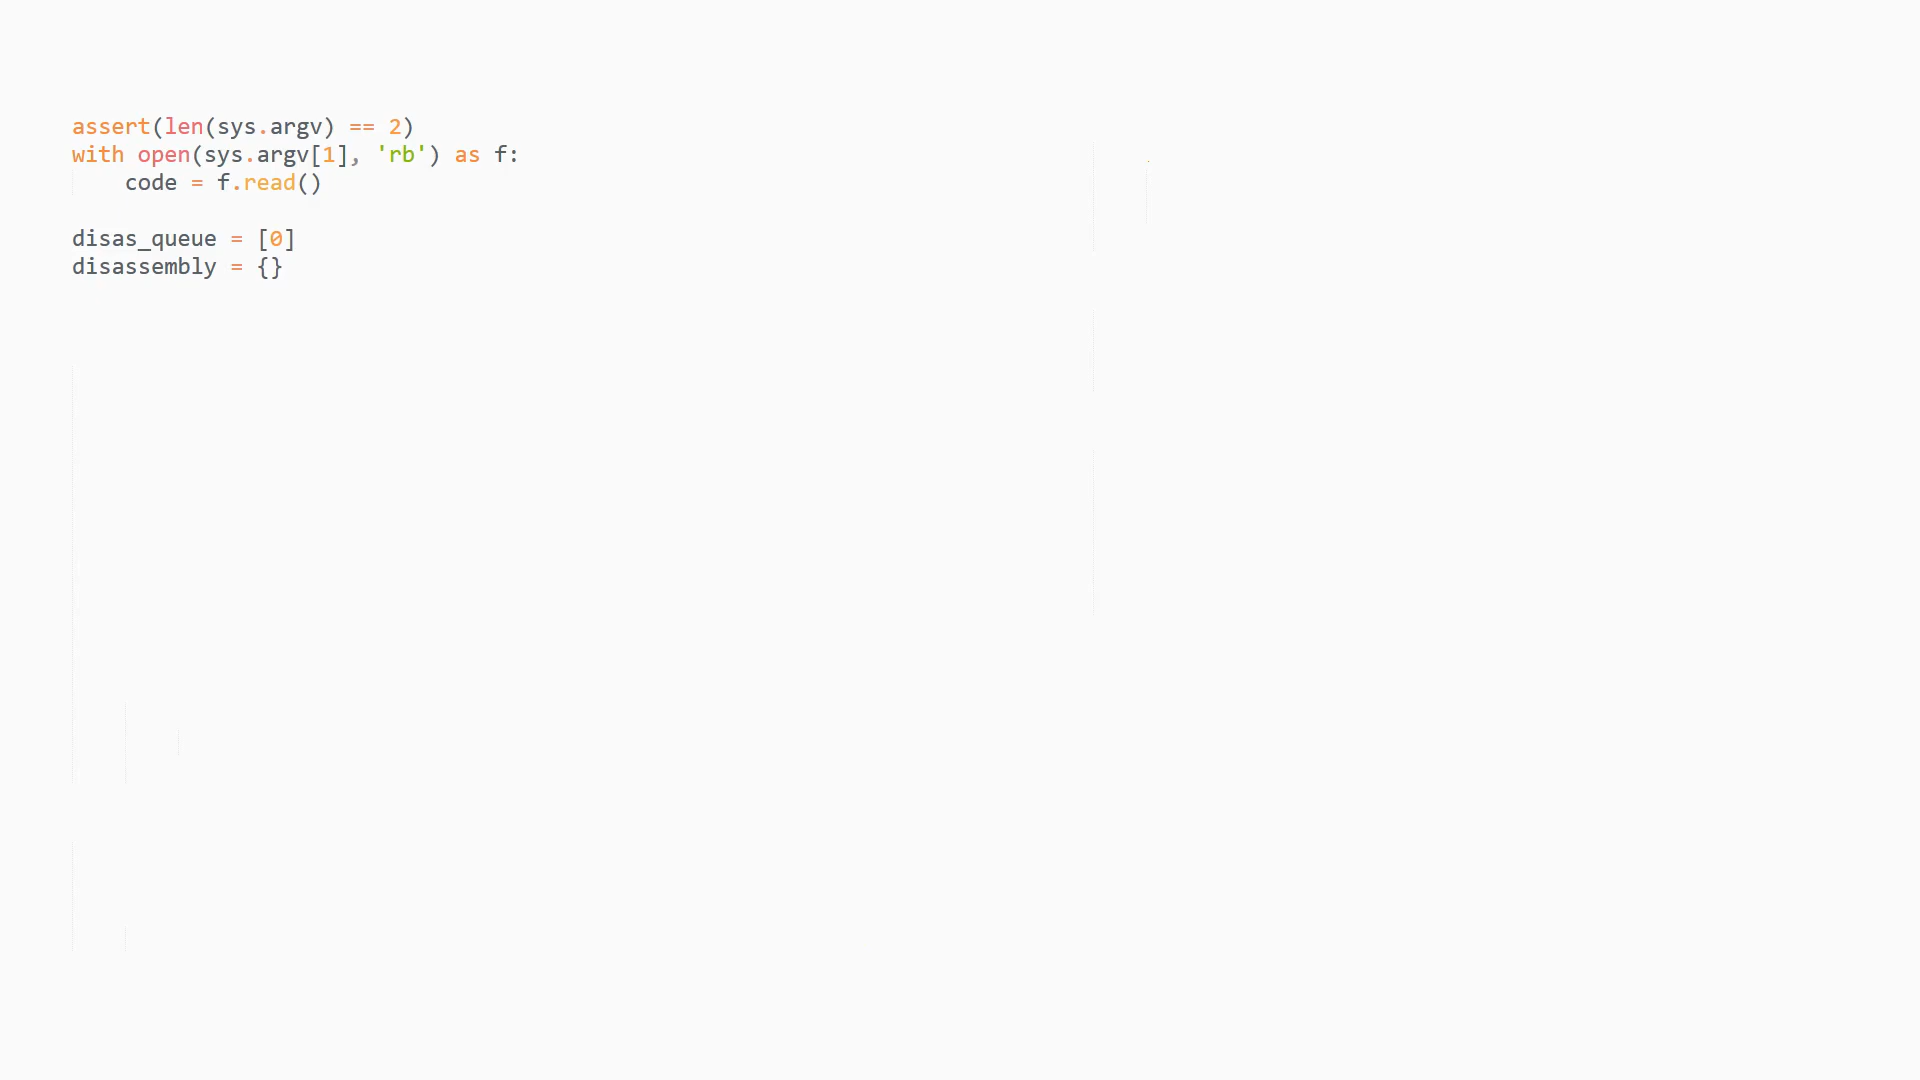 assert(len(sys.argv) == 2)
with open(sys.argv[1], 'rb') as f:
    code = f.read()

disas_queue = [0]
disassembly = {}